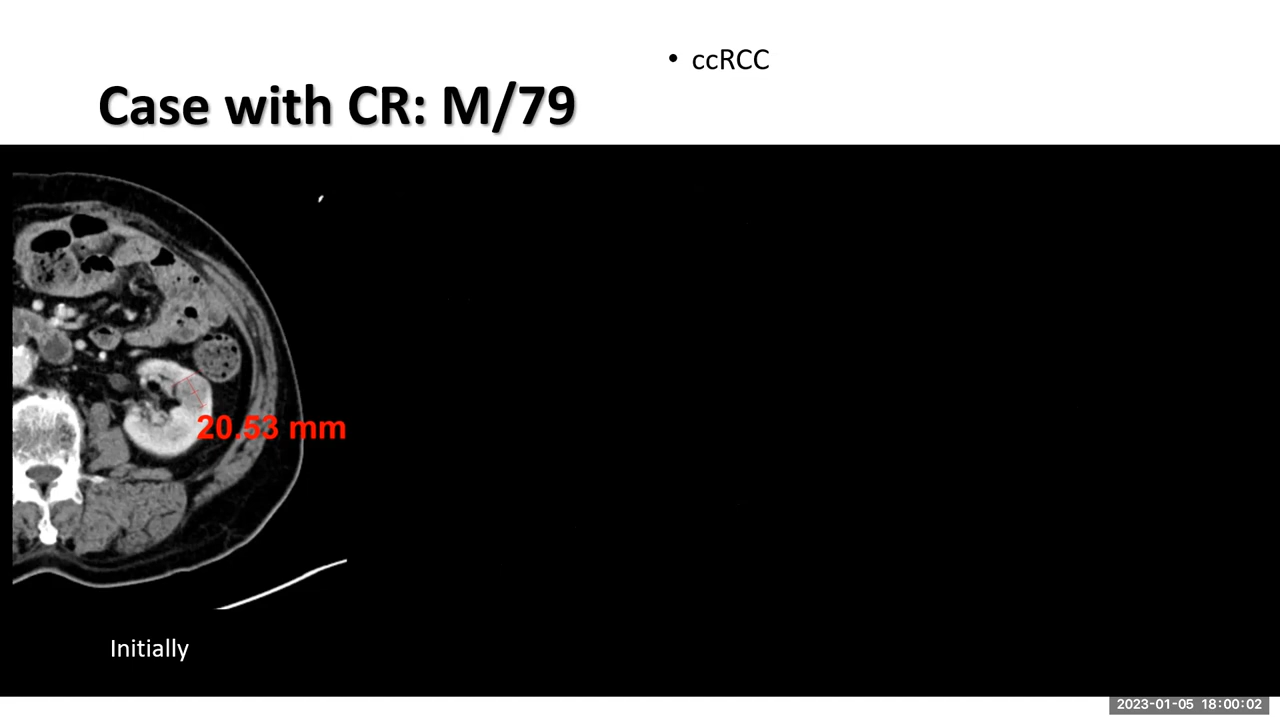 • ccRCC
Case with CR: M/79
20.53 mm
Initially
2023-01-05 18:00:02